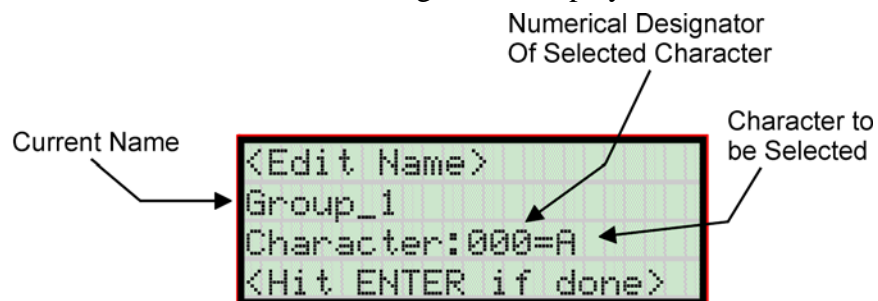 Numerical Designator
Of Selected Character
Character to
be Selected
Current Name
<Edit Name>
Group_1
Character:000=A
<Hit ENTER if done>